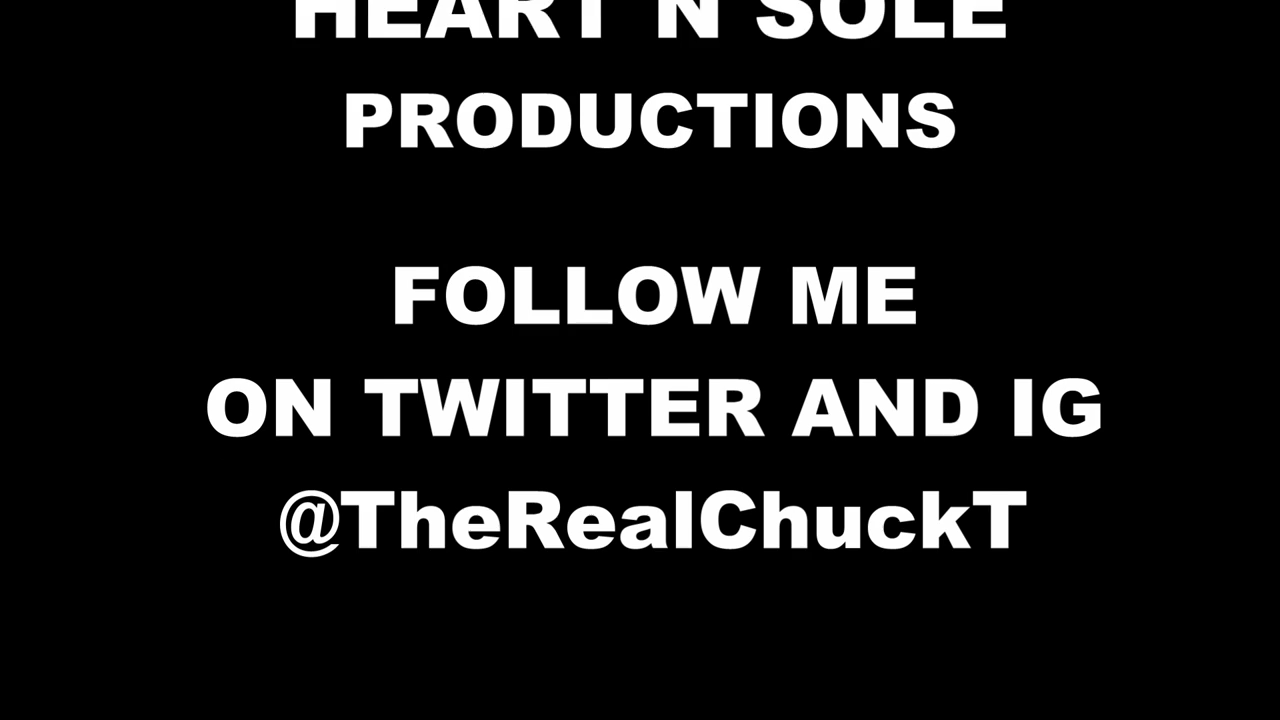 HEART N SOLE
PRODUCTIONS
FOLLOW ME
ON TWITTER AND IG
@TheRealChuckT